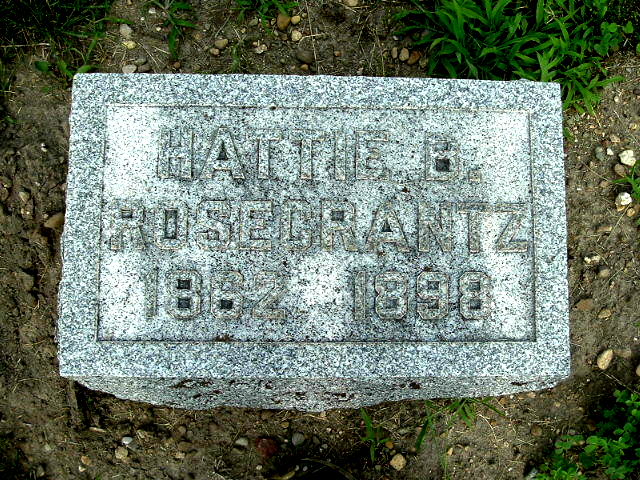 HATTIE B.
ROSECRANTZ
1862 1898